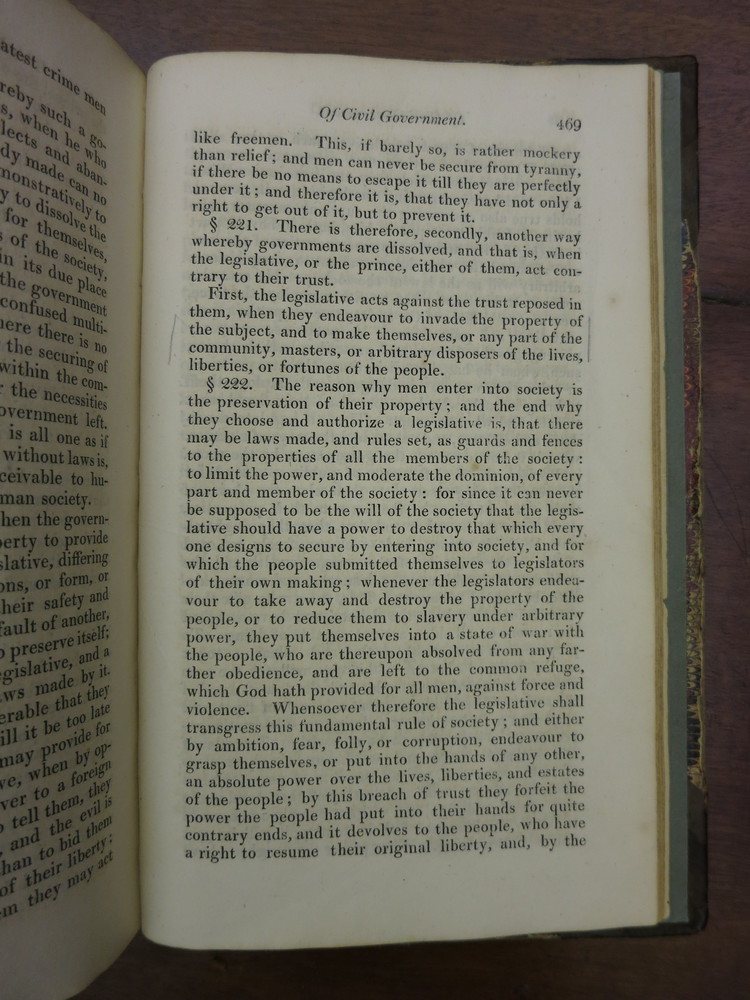 atest crime men
reby such a go-
s, when he who
lects and aban-
dy made can no
monstratively to
y to dissolve the
for themselves,
s of the society,
in its due place
the government
confused multi-
here there is no
the securing of
within the com-
r the necessities
overnment left.
is all one as if
without laws is,
ceivable to hu-
man society.
hen the govern-
perty to provide
slative, differing
ons, or form, or
heir safety and
fault of another,
o preserve itself;
gislative, and a
ws made by it.
erable that they
ill it be too late
may provide for
ve, when by op-
ver to a foreign
o tell them, they
, and the evil is
han to bid them
of their liberty;
m they may act
Of Civil Government.
469
like freemen. This, if barely so, is rather mockery
than relief; and men can never be secure from tyranny,
if there be no means to escape it till they are perfectly
under it; and therefore it is, that they have not only a
right to get out of it, but to prevent it.
§ 221. There is therefore, secondly, another way
whereby governments are dissolved, and that is, when
the legislative, or the prince, either of them, act con-
trary to their trust.
First, the legislative acts against the trust reposed in
them, when they endeavour to invade the property of
the subject, and to make themselves, or any part of the
community, masters, or arbitrary disposers of the lives,
liberties, or fortunes of the people.
§ 222. The reason why men enter into society is
the preservation of their property; and the end why
they choose and authorize a legislative is, that there
may be laws made, and rules set, as guards and fences
to the properties of all the members of the society:
to limit the power, and moderate the dominion, of every
part and member of the society: for since it can never
be supposed to be the will of the society that the legis-
lative should have a power to destroy that which every
one designs to secure by entering into society, and for
which the people submitted themselves to legislators
of their own making; whenever the legislators endea-
vour to take away and destroy the property of the
people, or to reduce them to slavery under arbitrary
power, they put themselves into a state of war with
the people, who are thereupon absolved from any far-
ther obedience, and are left to the common refuge,
which God hath provided for all men, against force and
violence. Whensoever therefore the legislative shall
transgress this fundamental rule of society; and either
by ambition, fear, folly, or corruption, endeavour to
grasp themselves, or put into the hands of any other,
an absolute power over the lives, liberties, and estates
of the people; by this breach of trust they forfeit the
power the people had put into their hands for quite
contrary ends, and it devolves to the people, who have
a right to resume their original liberty, and, by the